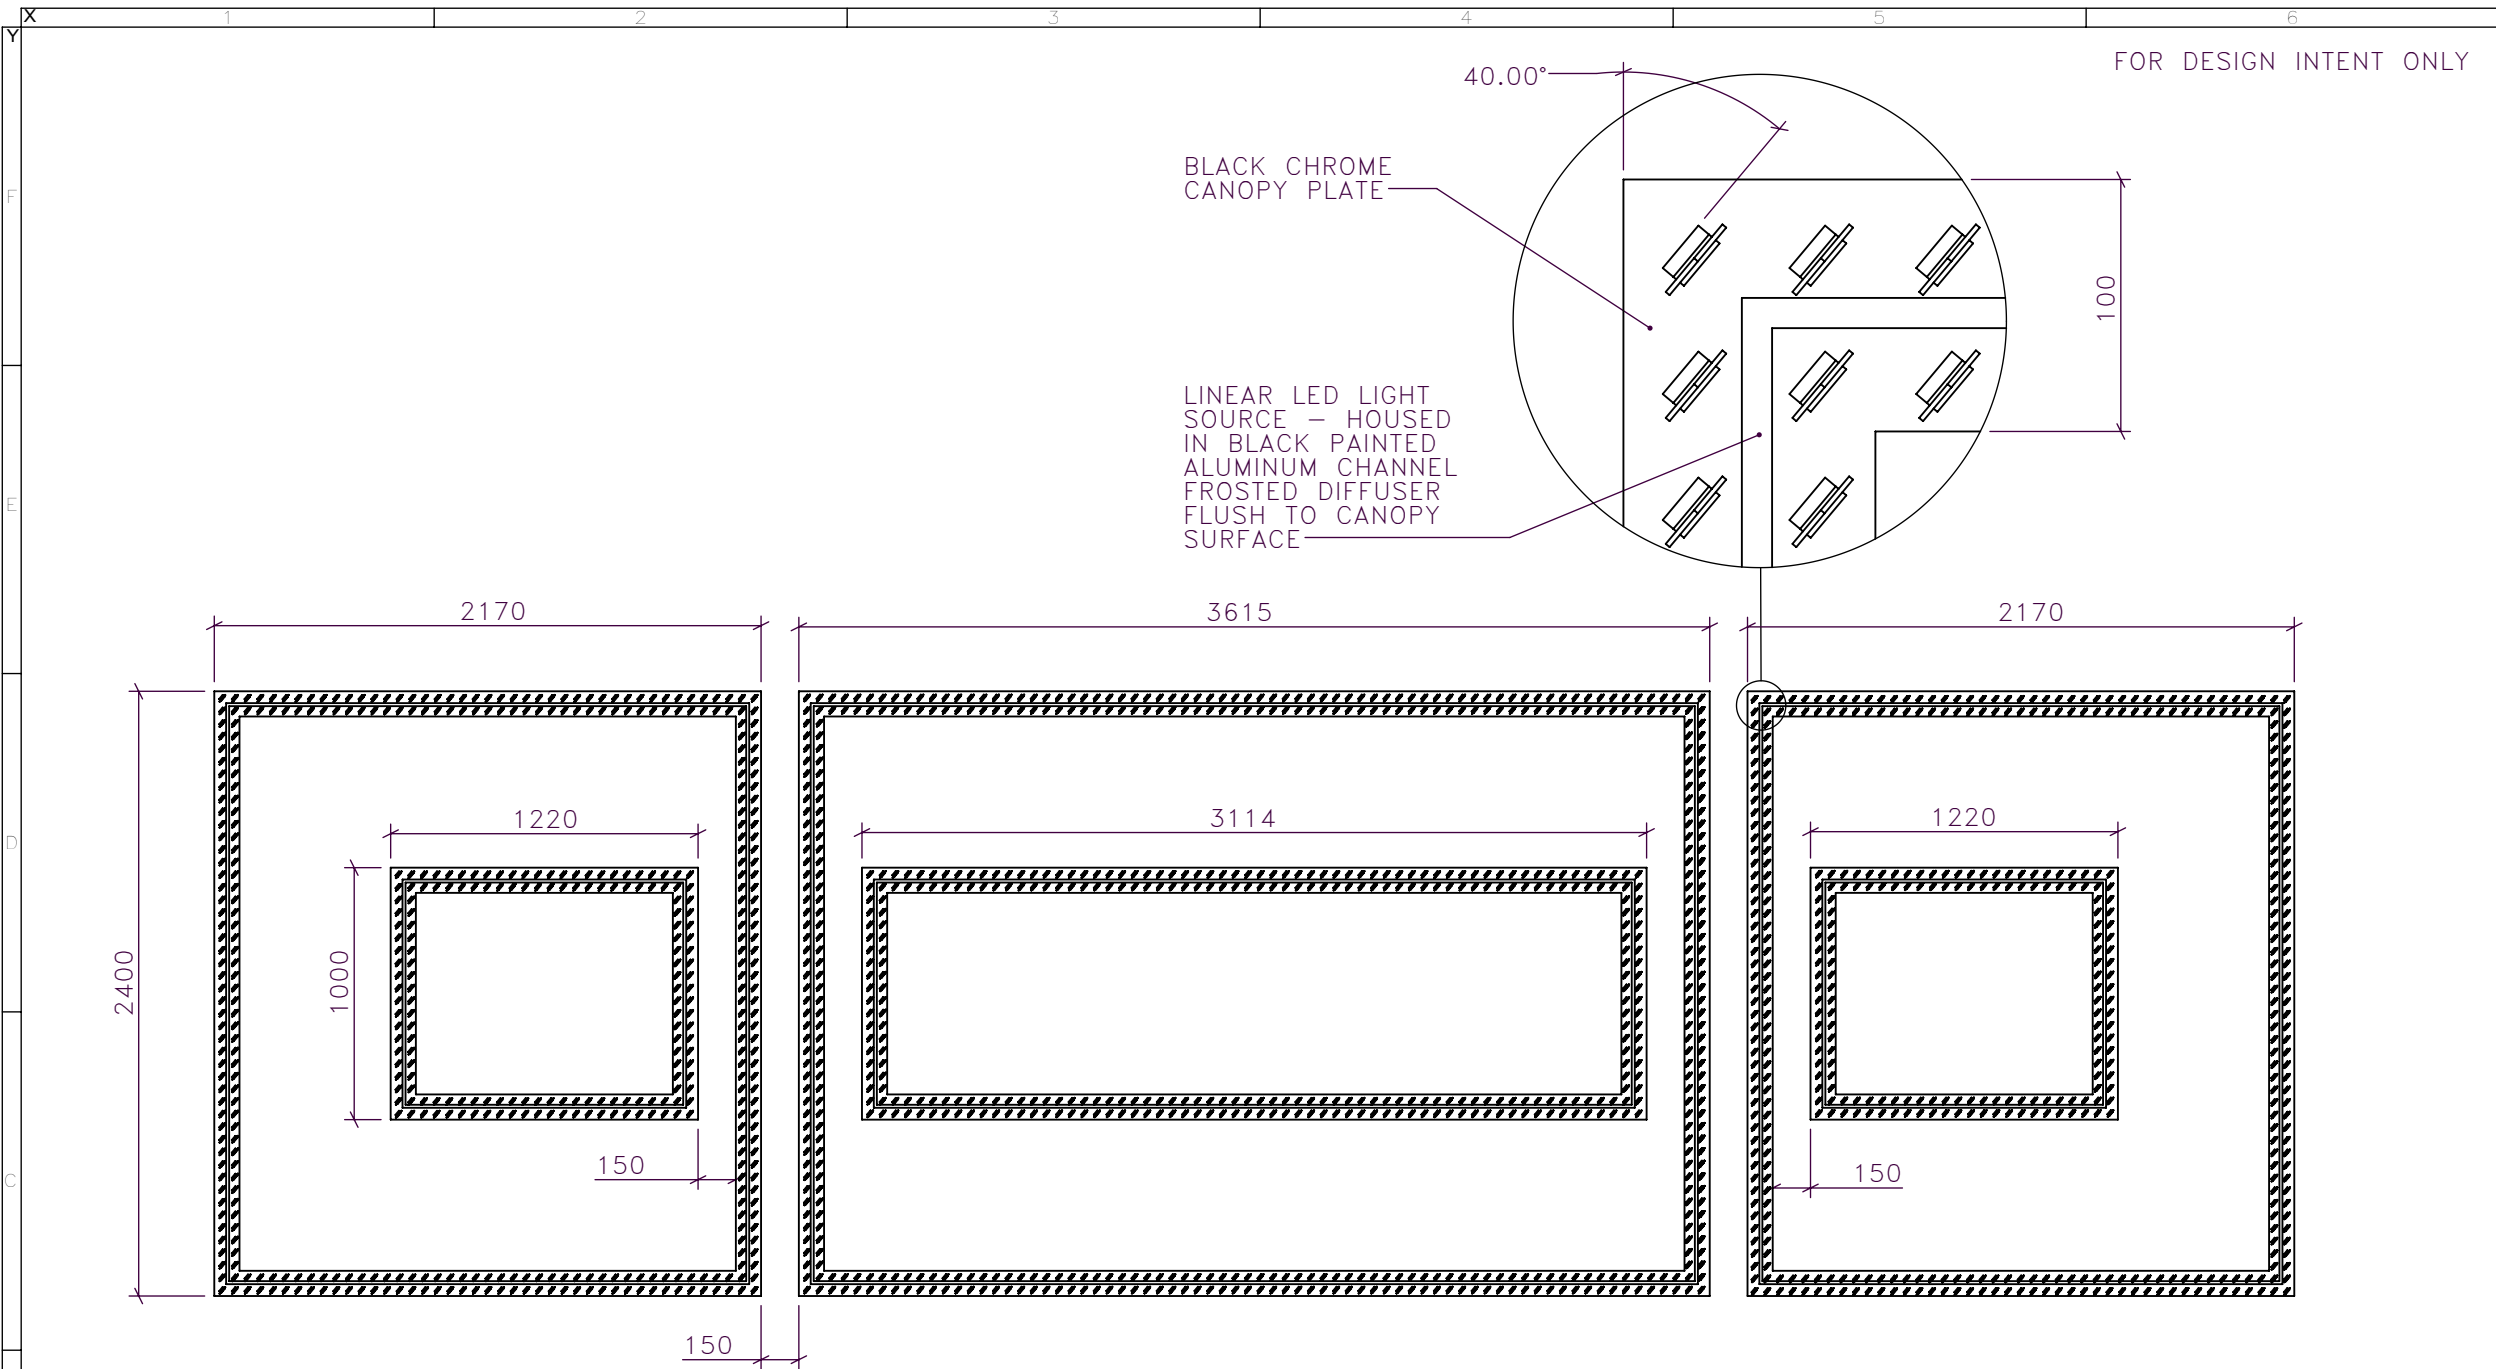 X
1 2 3 4 5 6
Y
FOR DESIGN INTENT ONLY
40.00°
BLACK CHROME
CANOPY PLATE
F
100
LINEAR LED LIGHT
SOURCE – HOUSED
IN BLACK PAINTED
ALUMINUM CHANNEL
FROSTED DIFFUSER
FLUSH TO CANOPY
SURFACE
E
2170 3615 2170
1220 3114 1220
D
2400
1000
150
150
C
150